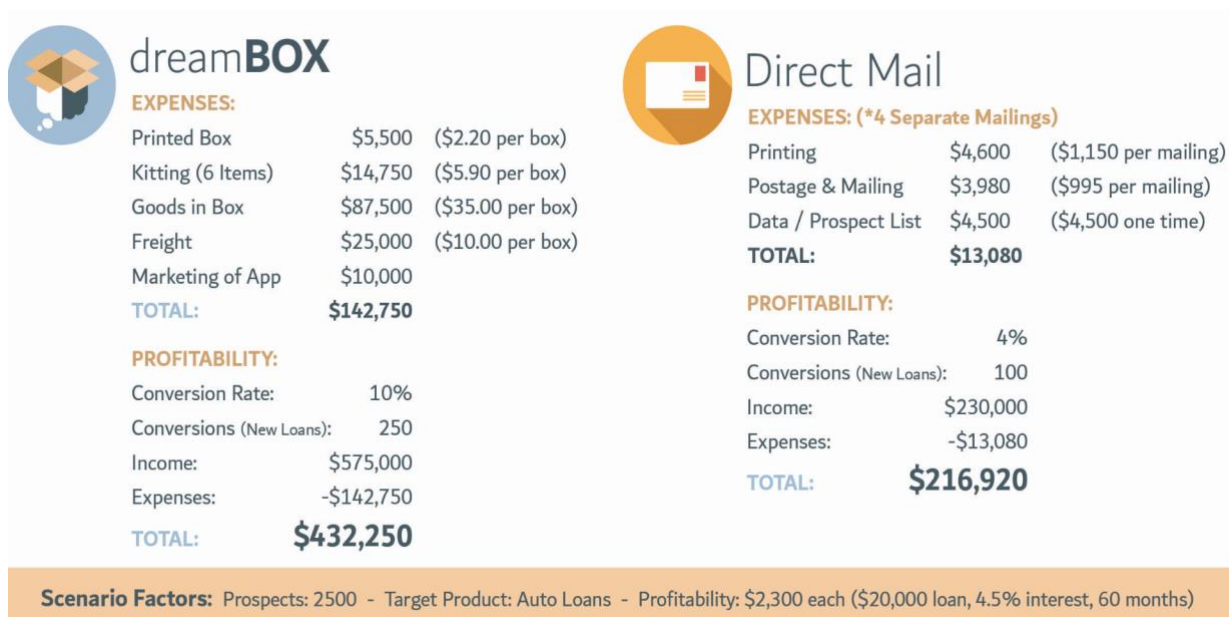 dreamBOX
EXPENSES:
Printed Box $5,500 ($2.20 per box)
Kitting (6 Items) $14,750 ($5.90 per box)
Goods in Box $87,500 ($35.00 per box)
Freight $25,000 ($10.00 per box)
Marketing of App $10,000
TOTAL: $142,750
PROFITABILITY:
Conversion Rate: 10%
Conversions (New Loans): 250
Income: $575,000
Expenses: -$142,750
TOTAL: $432,250
Direct Mail
EXPENSES: (*4 Separate Mailings)
Printing $4,600 ($1,150 per mailing)
Postage & Mailing $3,980 ($995 per mailing)
Data / Prospect List $4,500 ($4,500 one time)
TOTAL: $13,080
PROFITABILITY:
Conversion Rate: 4%
Conversions (New Loans): 100
Income: $230,000
Expenses: -$13,080
TOTAL: $216,920
Scenario Factors: Prospects: 2500 - Target Product: Auto Loans - Profitability: $2,300 each ($20,000 loan, 4.5% interest, 60 months)